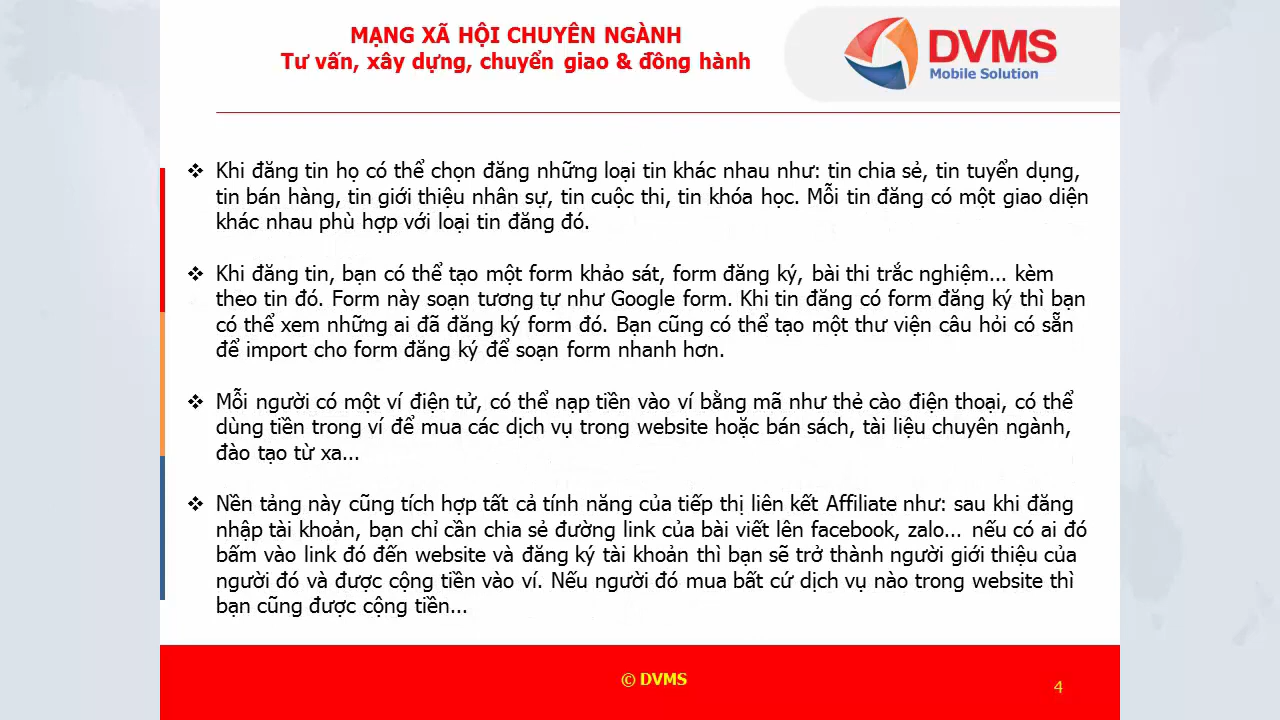 MẠNG XÃ HỘI CHUYÊN NGÀNH
Tư vấn, xây dựng, chuyển giao & đồng hành
DVMS
Mobile Solution
❖ Khi đăng tin họ có thể chọn đăng những loại tin khác nhau như: tin chia sẻ, tin tuyển dụng,
tin bán hàng, tin giới thiệu nhân sự, tin cuộc thi, tin khóa học. Mỗi tin đăng có một giao diện
khác nhau phù hợp với loại tin đăng đó.
❖ Khi đăng tin, bạn có thể tạo một form khảo sát, form đăng ký, bài thi trắc nghiệm... kèm
theo tin đó. Form này soạn tương tự như Google form. Khi tin đăng có form đăng ký thì bạn
có thể xem những ai đã đăng ký form đó. Bạn cũng có thể tạo một thư viện câu hỏi có sẵn
để import cho form đăng ký để soạn form nhanh hơn.
❖ Mỗi người có một ví điện tử, có thể nạp tiền vào ví bằng mã như thẻ cào điện thoại, có thể
dùng tiền trong ví để mua các dịch vụ trong website hoặc bán sách, tài liệu chuyên ngành,
đào tạo từ xa...
❖ Nền tảng này cũng tích hợp tất cả tính năng của tiếp thị liên kết Affiliate như: sau khi đăng
nhập tài khoản, bạn chỉ cần chia sẻ đường link của bài viết lên facebook, zalo... nếu có ai đó
bấm vào link đó đến website và đăng ký tài khoản thì bạn sẽ trở thành người giới thiệu của
người đó và được cộng tiền vào ví. Nếu người đó mua bất cứ dịch vụ nào trong website thì
bạn cũng được cộng tiền...
© DVMS
4